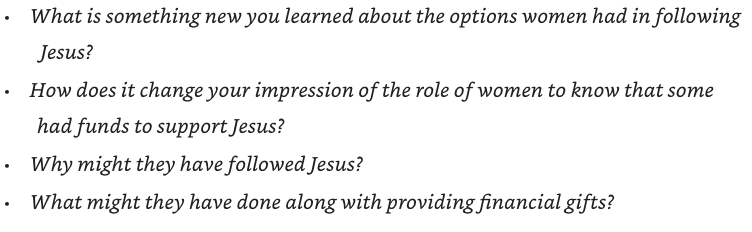 • What is something new you learned about the options women had in following
Jesus?
• How does it change your impression of the role of women to know that some
had funds to support Jesus?
• Why might they have followed Jesus?
• What might they have done along with providing financial gifts?